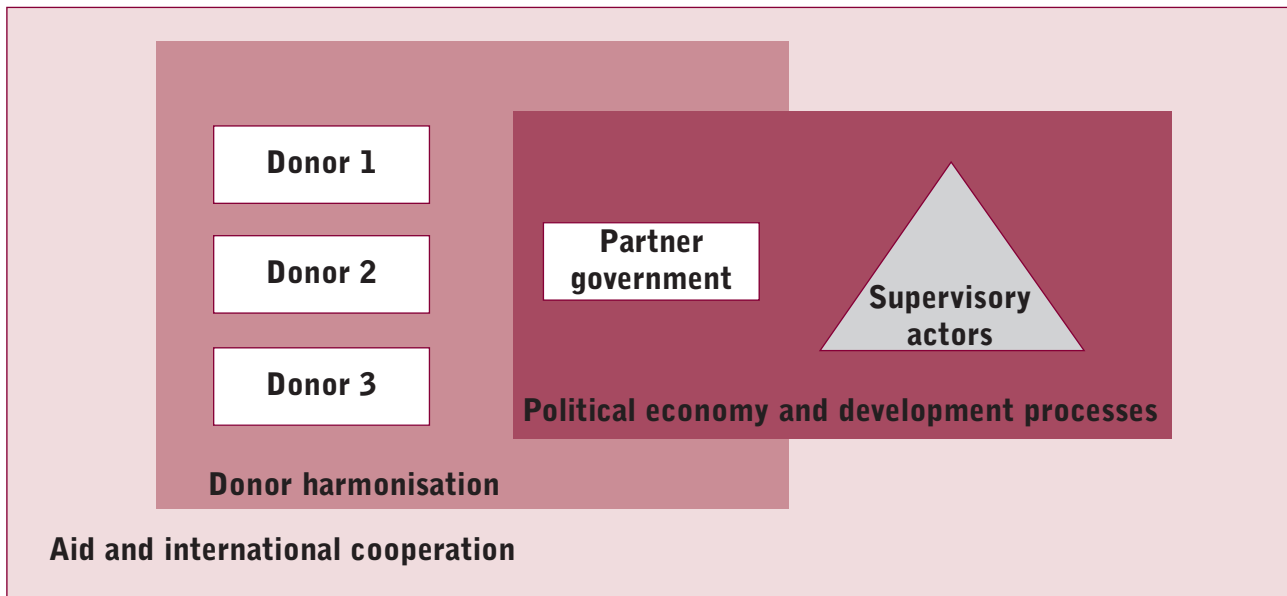 Donor 1
Donor 2
Donor 3
Partner
government
Supervisory
actors
Political economy and development processes
Donor harmonisation
Aid and international cooperation